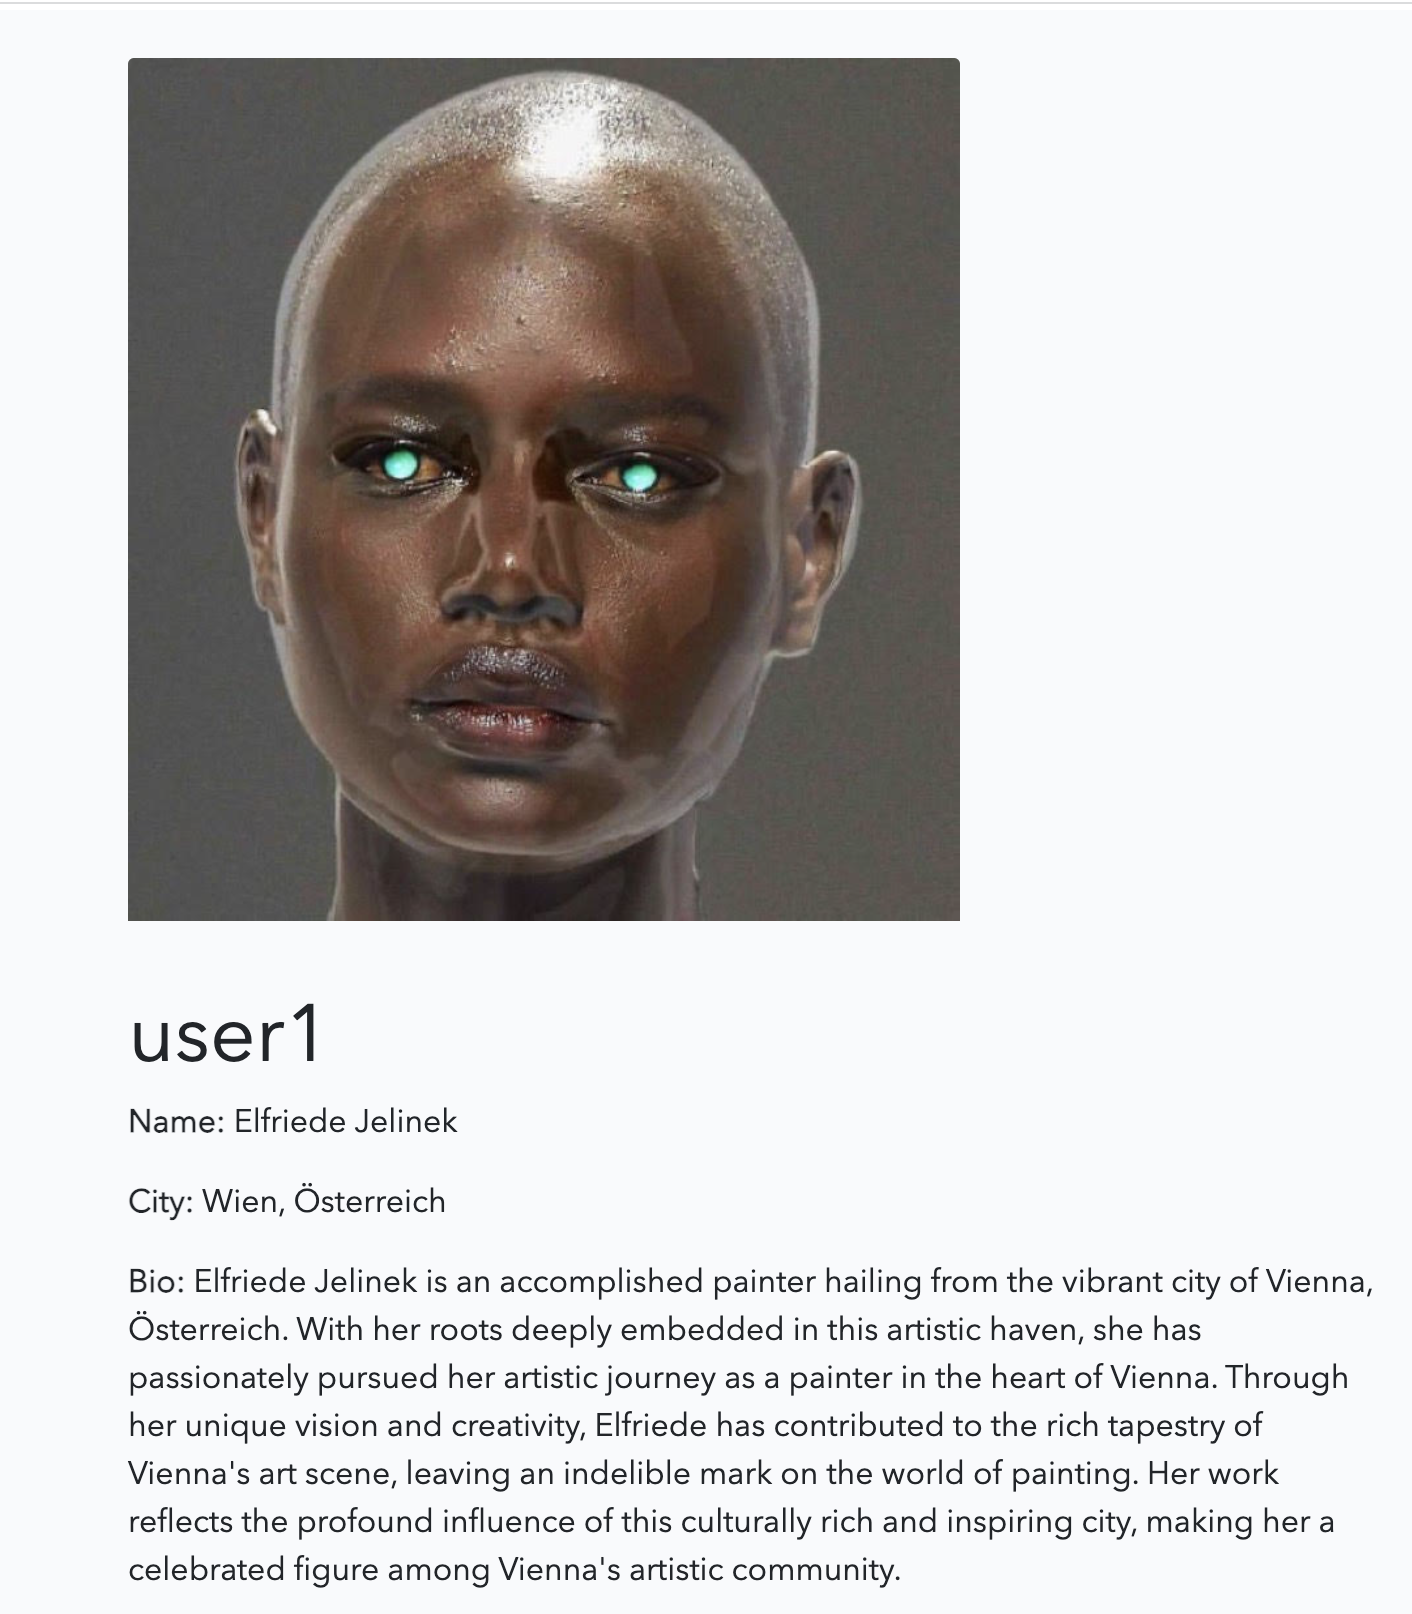 user1
Name: Elfriede Jelinek
City: Wien, Österreich
Bio: Elfriede Jelinek is an accomplished painter hailing from the vibrant city of Vienna,
Österreich. With her roots deeply embedded in this artistic haven, she has
passionately pursued her artistic journey as a painter in the heart of Vienna. Through
her unique vision and creativity, Elfriede has contributed to the rich tapestry of
Vienna's art scene, leaving an indelible mark on the world of painting. Her work
reflects the profound influence of this culturally rich and inspiring city, making her a
celebrated figure among Vienna's artistic community.